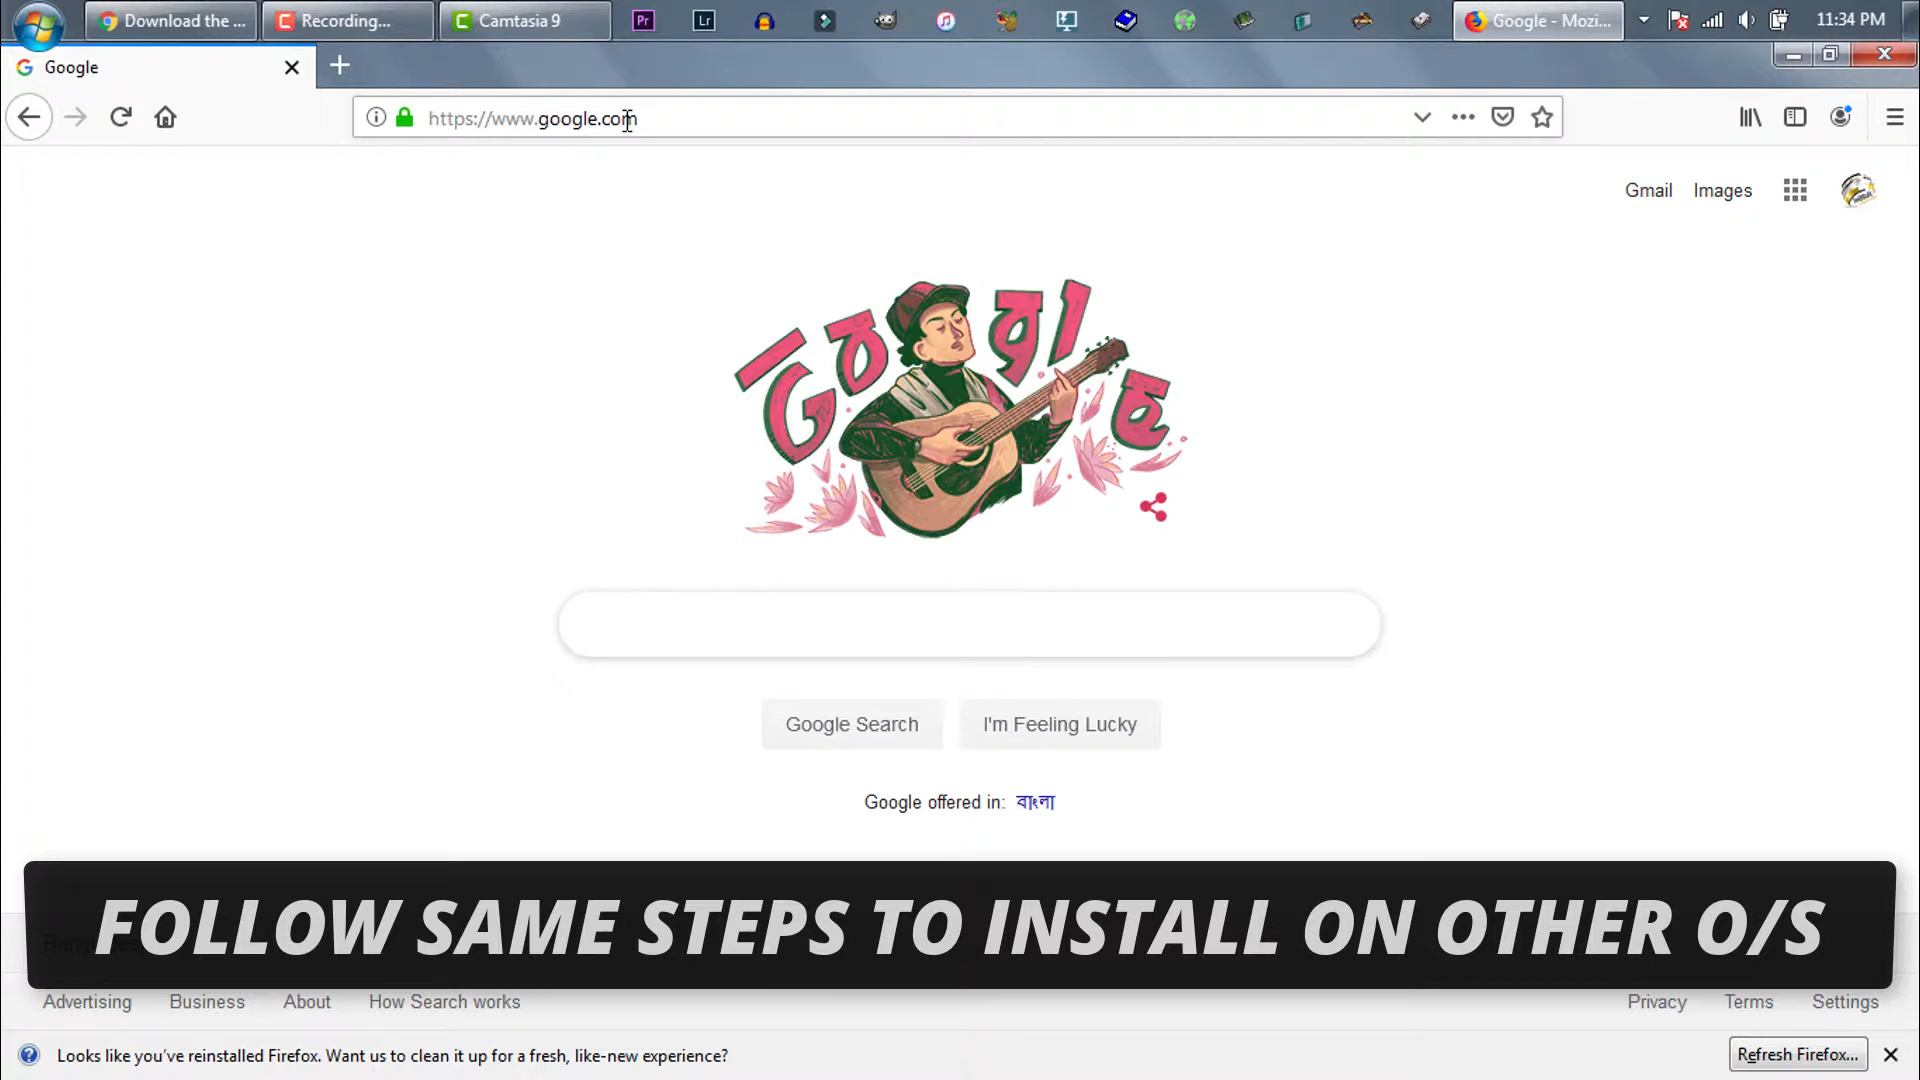 Download the ...
Recording...
Camtasia 9
Pr
Lr
Google - Mozi...
11:34 PM
Google
https://www.google.com
Gmail
Images
Google
Google Search
I'm Feeling Lucky
Google offered in: বাংলা
FOLLOW SAME STEPS TO INSTALL ON OTHER O/S
Advertising
Business
About
How Search works
Privacy
Terms
Settings
Looks like you've reinstalled Firefox. Want us to clean it up for a fresh, like-new experience?
Refresh Firefox...